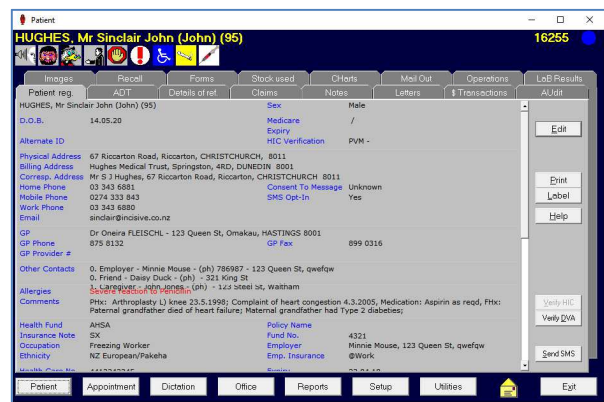 Patient
HUGHES, Mr Sinclair John (John) (95) 16255
Images Recall Forms Stock used CHarts Mail Out Operations LaB Results
Patient reg. ADT Details of ref. Claims Notes Letters $ Transactions AUdit
HUGHES, Mr Sinclair John (John) (95) Sex Male
D.O.B. 14.05.20 Medicare /
Expiry
Alternate ID HIC Verification PVM -
Edit
Physical Address 67 Riccarton Road, Riccarton, CHRISTCHURCH, 8011
Billing Address Hughes Medical Trust, Springston, 4RD, DUNEDIN 8001
Corresp. Address Mr S J Hughes, 67 Riccarton Road, Riccarton, CHRISTCHURCH 8011
Home Phone 03 343 6881 Consent To Message Unknown
Mobile Phone 0274 333 843 SMS Opt-In Yes
Work Phone 03 343 6880
Email sinclair@incisive.co.nz
Print
Label
Help
GP Dr Oneira FLEISCHL - 123 Queen St, Omakau, HASTINGS 8001
GP Phone 875 8132 GP Fax 899 0316
GP Provider #
Other Contacts 0. Employer - Minnie Mouse - (ph) 786987 - 123 Queen St, qwefqw
0. Friend - Daisy Duck - (ph) - 321 King St
1. Caregiver - John Jones - (ph) - 123 Steel St, Waltham
Allergies Severe reaction to Penicillin
Comments PHx: Arthroplasty L) knee 23.5.1998; Complaint of heart congestion 4.3.2005, Medication: Aspirin as reqd, FHx:
Paternal grandfather died of heart failure; Maternal grandfather had Type 2 diabetes;
Verify HIC
Verify DVA
Health Fund AHSA Policy Name
Insurance Note SX Fund No. 4321
Occupation Freezing Worker Employer Minnie Mouse, 123 Queen St, qwefqw
Ethnicity NZ European/Pakeha Emp. Insurance @Work
Send SMS
Patient Appointment Dictation Office Reports Setup Utilities Exit